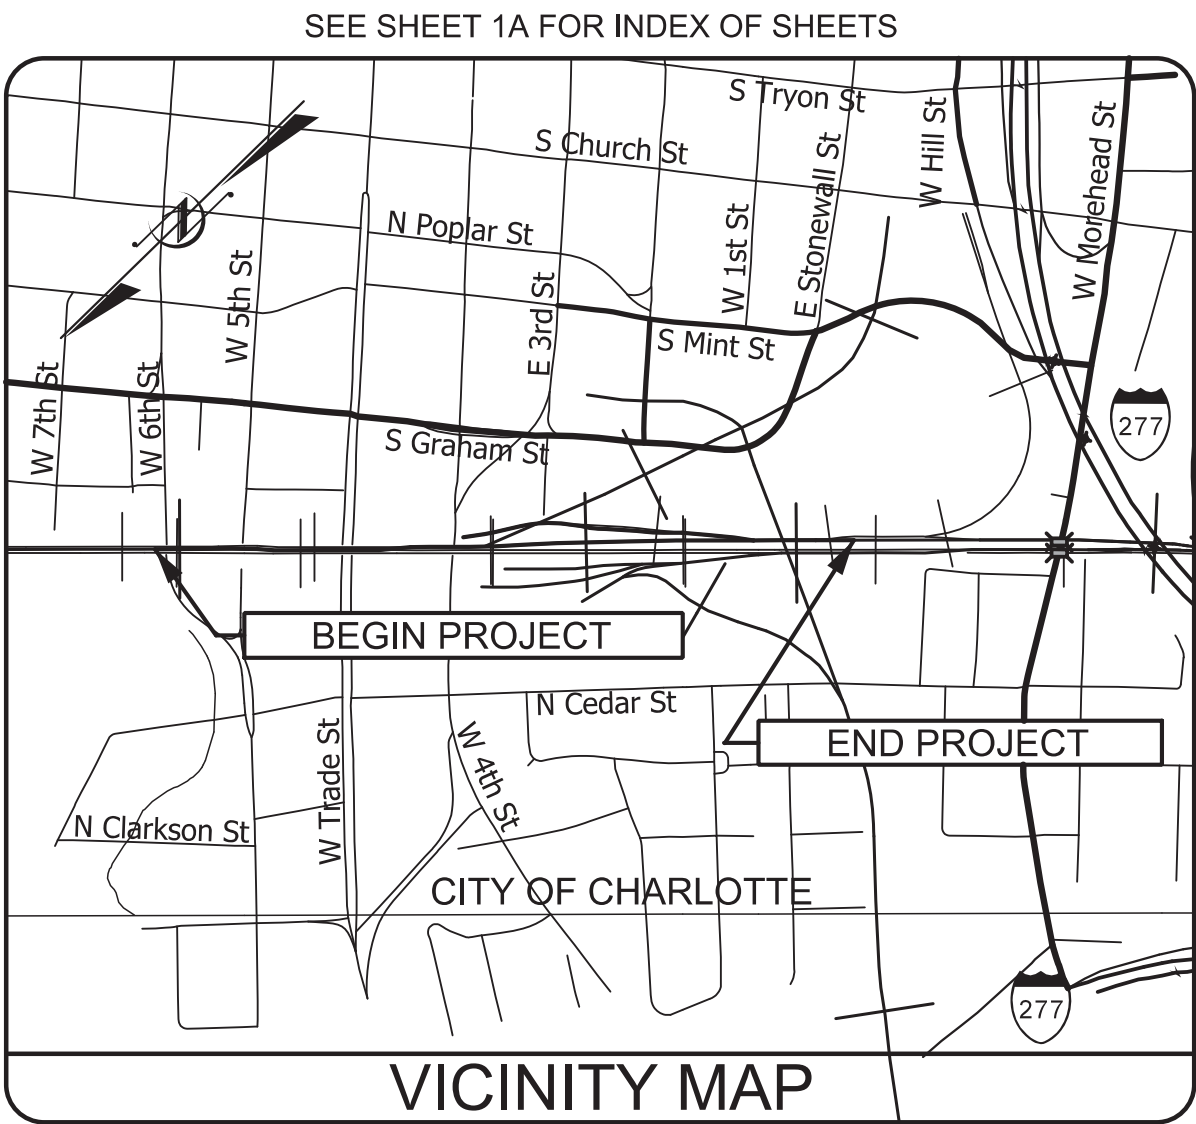 SEE SHEET 1A FOR INDEX OF SHEETS
S Tryon St
S Church St
W Hill St
W Morehead St
E Stonewall St
N Poplar St
W 1st St
W 5th St
E 3rd St
S Mint St
W 7th St
W 6th St
277
S Graham St
BEGIN PROJECT
N Cedar St
END PROJECT
W Trade St
W 4th St
N Clarkson St
CITY OF CHARLOTTE
277
VICINITY MAP